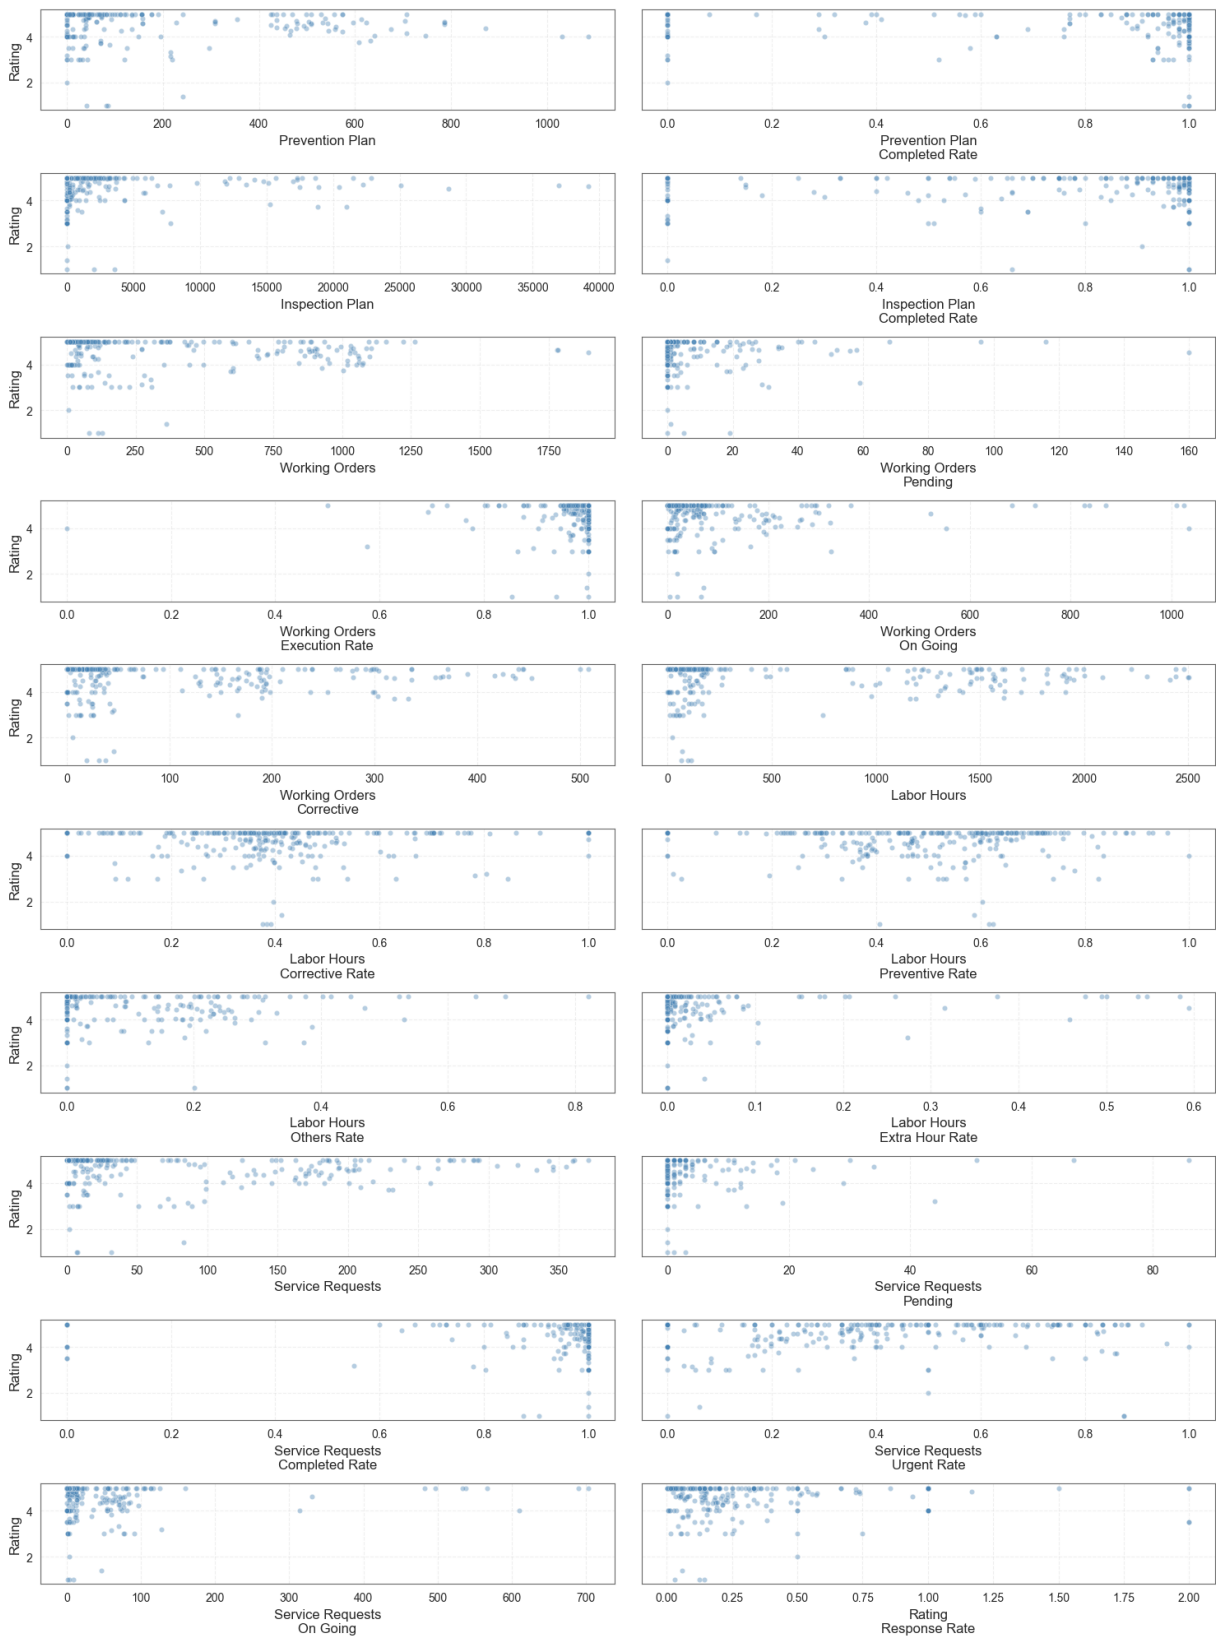 Rating
4
2
0 200 400 600 800 1000
Prevention Plan
0.0 0.2 0.4 0.6 0.8 1.0
Prevention Plan
Completed Rate
Rating
4
2
0 5000 10000 15000 20000 25000 30000 35000 40000
Inspection Plan
0.0 0.2 0.4 0.6 0.8 1.0
Inspection Plan
Completed Rate
Rating
4
2
0 250 500 750 1000 1250 1500 1750
Working Orders
0 20 40 60 80 100 120 140 160
Working Orders
Pending
Rating
4
2
0.0 0.2 0.4 0.6 0.8 1.0
Working Orders
Execution Rate
0 200 400 600 800 1000
Working Orders
On Going
Rating
4
2
0 100 200 300 400 500
Working Orders
Corrective
0 500 1000 1500 2000 2500
Labor Hours
Rating
4
2
0.0 0.2 0.4 0.6 0.8 1.0
Labor Hours
Corrective Rate
0.0 0.2 0.4 0.6 0.8 1.0
Labor Hours
Preventive Rate
Rating
4
2
0.0 0.2 0.4 0.6 0.8
Labor Hours
Others Rate
0.0 0.1 0.2 0.3 0.4 0.5 0.6
Labor Hours
Extra Hour Rate
Rating
4
2
0 50 100 150 200 250 300 350
Service Requests
0 20 40 60 80
Service Requests
Pending
Rating
4
2
0.0 0.2 0.4 0.6 0.8 1.0
Service Requests
Completed Rate
0.0 0.2 0.4 0.6 0.8 1.0
Service Requests
Urgent Rate
Rating
4
2
0 100 200 300 400 500 600 700
Service Requests
On Going
0.00 0.25 0.50 0.75 1.00 1.25 1.50 1.75 2.00
Rating
Response Rate